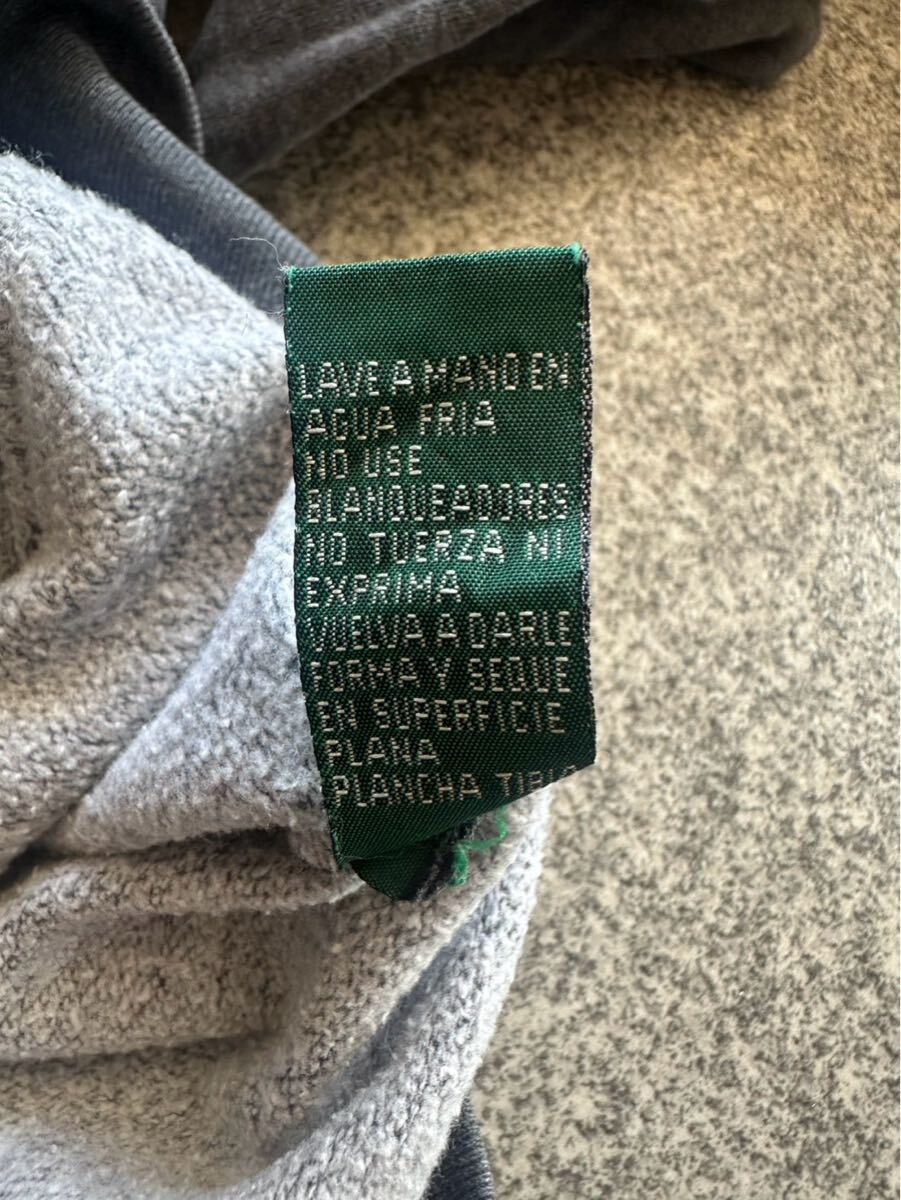 LAVE A MANO EN
AGUA FRIA
NO USE
BLANQUEADORES
NO TUERZA NI
EXPRIMA
VUELVA A DARLE
FORMA Y SEQUE
EN SUPERFICIE
PLANA
PLANCHA TIBIA